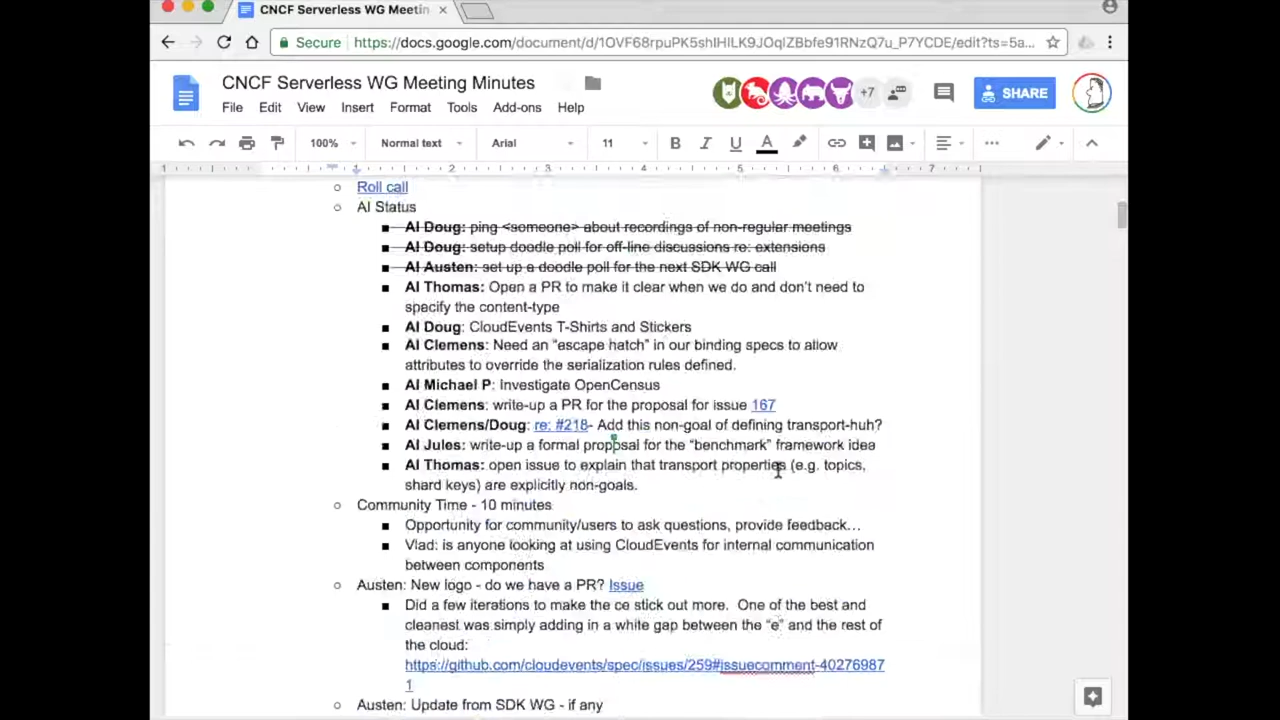 CNCF Serverless WG Meetin
Secure https://docs.google.com/document/d/1OVF68rpuPK5shIHILK9JOqlZBbfe91RNzQ7u_P7YCDE/edit?ts=5a...
CNCF Serverless WG Meeting Minutes
+7
SHARE
File Edit View Insert Format Tools Add-ons Help
100% Normal text Arial 11 B I U A
1 1 2 3 4 5 6 7
Roll call
AI Status
AI Doug: ping <someone> about recordings of non-regular meetings
AI Doug: setup doodle poll for off-line discussions re: extensions
AI Austen: set up a doodle poll for the next SDK WG call
AI Thomas: Open a PR to make it clear when we do and don't need to
specify the content-type
AI Doug: CloudEvents T-Shirts and Stickers
AI Clemens: Need an "escape hatch" in our binding specs to allow
attributes to override the serialization rules defined.
AI Michael P: Investigate OpenCensus
AI Clemens: write-up a PR for the proposal for issue 167
AI Clemens/Doug: re: #218- Add this non-goal of defining transport-huh?
AI Jules: write-up a formal proposal for the "benchmark" framework idea
AI Thomas: open issue to explain that transport properties (e.g. topics,
shard keys) are explicitly non-goals.
Community Time - 10 minutes
Opportunity for community/users to ask questions, provide feedback...
Vlad: is anyone looking at using CloudEvents for internal communication
between components
Austen: New logo - do we have a PR? Issue
Did a few iterations to make the ce stick out more. One of the best and
cleanest was simply adding in a white gap between the "e" and the rest of
the cloud:
https://github.com/cloudevents/spec/issues/259#issuecomment-40276987
1
Austen: Update from SDK WG - if any